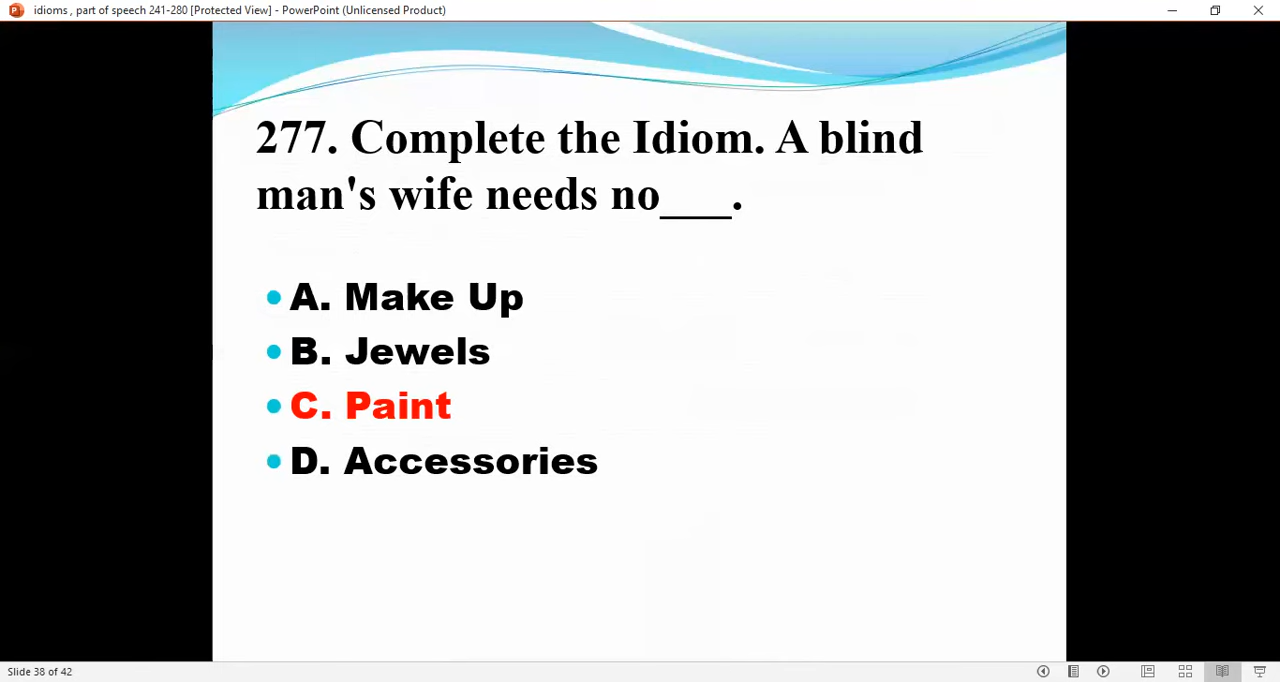 idioms , part of speech 241-280 [Protected View] - PowerPoint (Unlicensed Product)
277. Complete the Idiom. A blind
man's wife needs no___.
A. Make Up
B. Jewels
C. Paint
D. Accessories
Slide 38 of 42